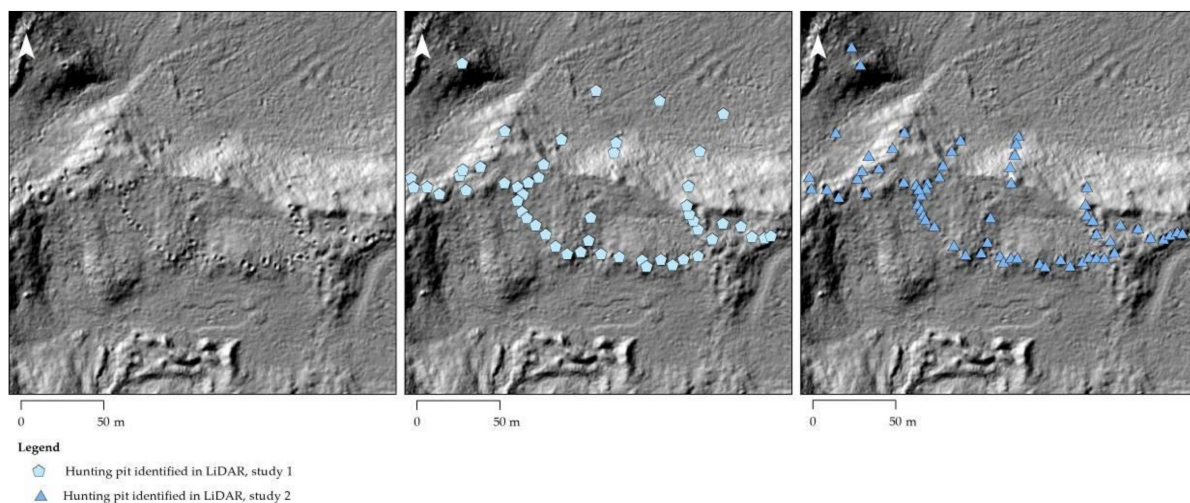 0 50 m
0 50 m
0 50 m
Legend
Hunting pit identified in LiDAR, study 1
Hunting pit identified in LiDAR, study 2